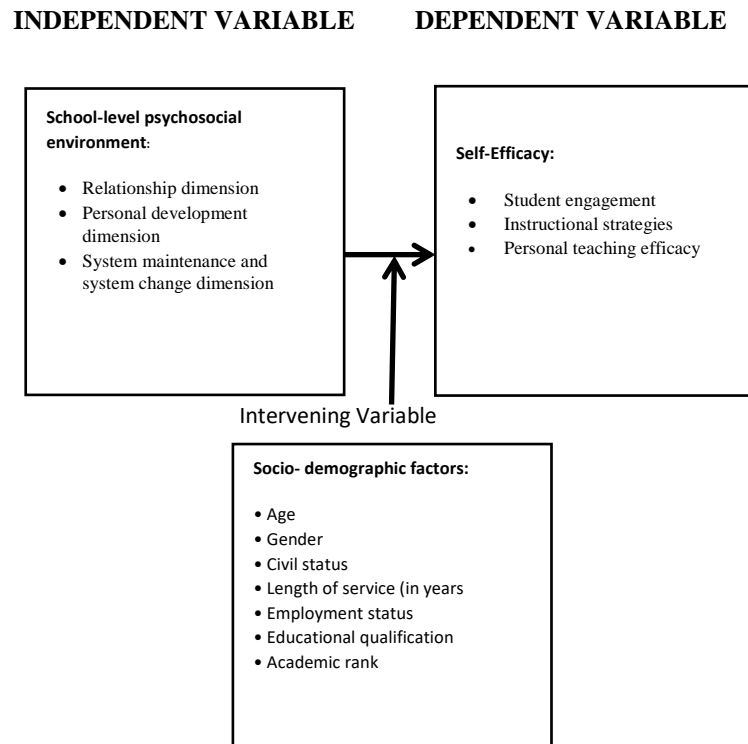 INDEPENDENT VARIABLE DEPENDENT VARIABLE
School-level psychosocial
environment:
• Relationship dimension
• Personal development
dimension
• System maintenance and
system change dimension
Self-Efficacy:
• Student engagement
• Instructional strategies
• Personal teaching efficacy
Intervening Variable
Socio- demographic factors:
• Age
• Gender
• Civil status
• Length of service (in years
• Employment status
• Educational qualification
• Academic rank